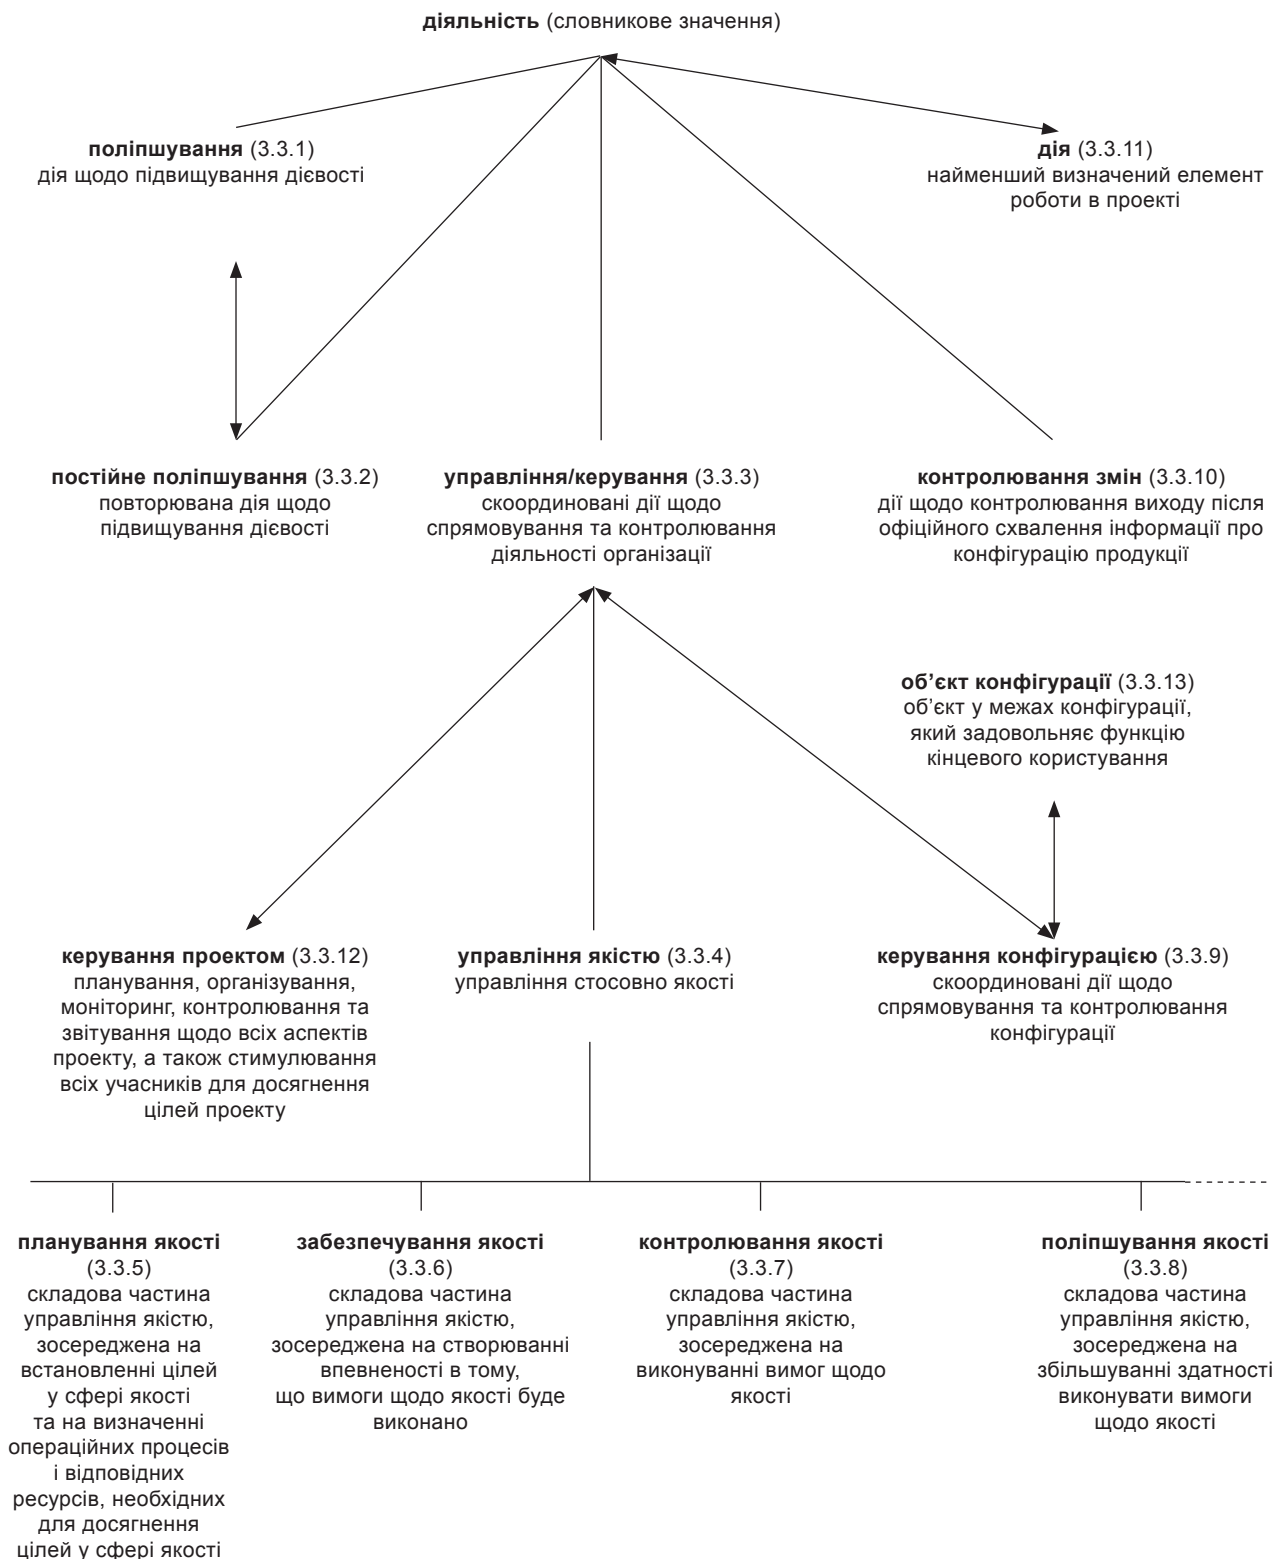 діяльність (словникове значення)
поліпшування (3.3.1)
дія щодо підвищування дієвості
дія (3.3.11)
найменший визначений елемент
роботи в проекті
постійне поліпшування (3.3.2)
повторювана дія щодо
підвищування дієвості
управління/керування (3.3.3)
скоординовані дії щодо
спрямовування та контролювання
діяльності організації
контролювання змін (3.3.10)
дії щодо контролювання виходу після
офіційного схвалення інформації про
конфігурацію продукції
об’єкт конфігурації (3.3.13)
об’єкт у межах конфігурації,
який задовольняє функцію
кінцевого користування
керування проектом (3.3.12)
планування, організування,
моніторинг, контролювання та
звітування щодо всіх аспектів
проекту, а також стимулювання
всіх учасників для досягнення
цілей проекту
управління якістю (3.3.4)
управління стосовно якості
керування конфігурацією (3.3.9)
скоординовані дії щодо
спрямовування та контролювання
конфігурації
планування якості
(3.3.5)
складова частина
управління якістю,
зосереджена на
встановленні цілей
у сфері якості
та на визначенні
операційних процесів
і відповідних
ресурсів, необхідних
для досягнення
цілей у сфері якості
забезпечування якості
(3.3.6)
складова частина
управління якістю,
зосереджена на створюванні
впевненості в тому,
що вимоги щодо якості буде
виконано
контролювання якості
(3.3.7)
складова частина
управління якістю,
зосереджена на
виконуванні вимог щодо
якості
поліпшування якості
(3.3.8)
складова частина
управління якістю,
зосереджена на
збільшуванні здатності
виконувати вимоги
щодо якості